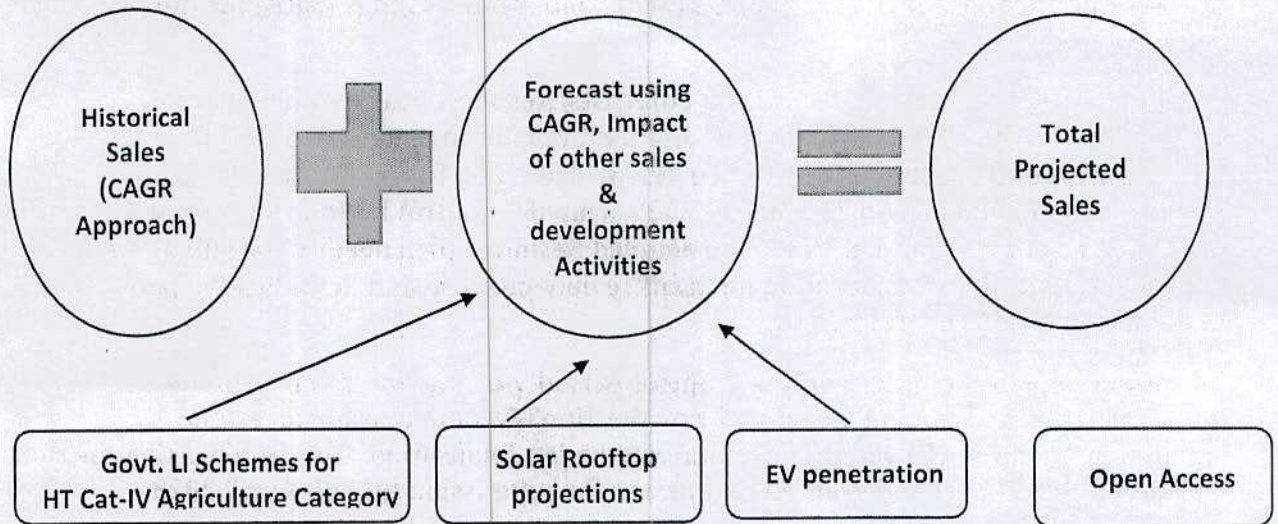 Historical
Sales
(CAGR
Approach)
Forecast using
CAGR, Impact
of other sales
&
development
Activities
Total
Projected
Sales
Govt. LI Schemes for
HT Cat-IV Agriculture Category
Solar Rooftop
projections
EV penetration
Open Access